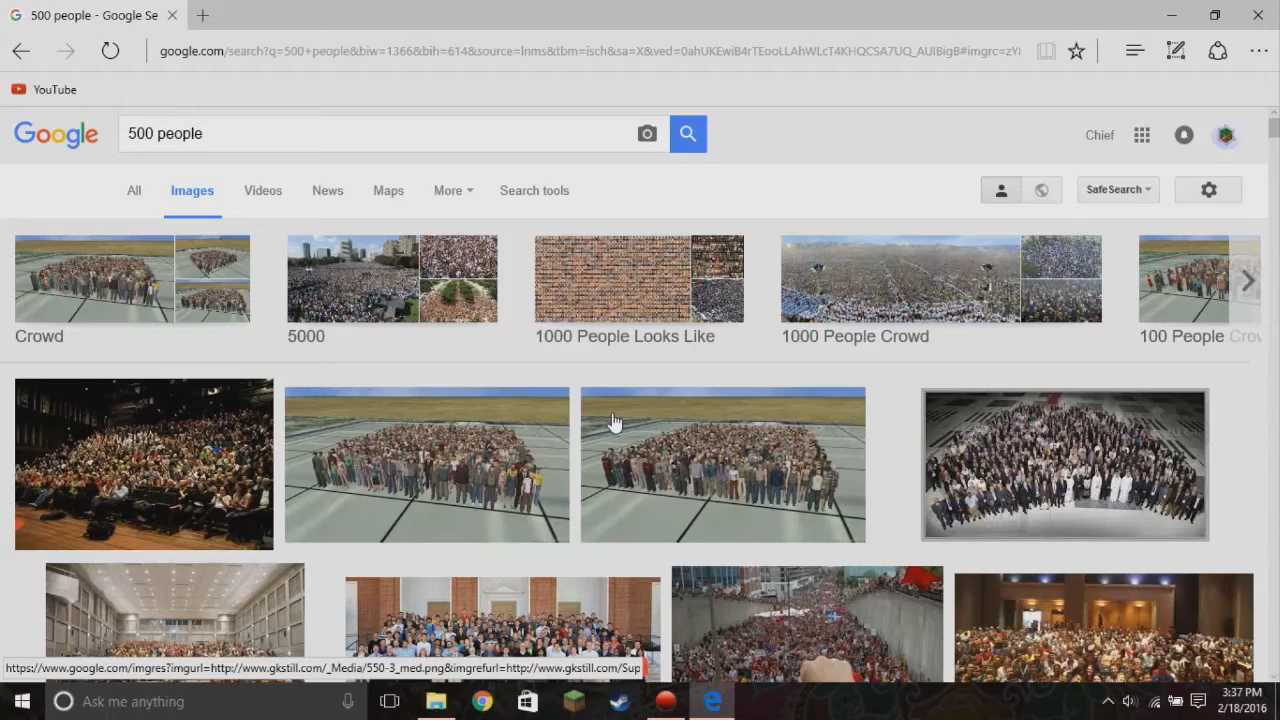 500 people - Google Se
google.com/search?q=500+people&biw=1366&bih=614&source=lnms&tbm=isch&sa=X&ved=0ahUKEwiB4rTEooLLAhWLcT4KHQCSA7UQ_AUIBigB#imgrc=zYI
YouTube
Google
500 people
Chief
All
Images
Videos
News
Maps
More
Search tools
SafeSearch
Crowd
5000
1000 People Looks Like
1000 People Crowd
100 People Crow
https://www.google.com/imgres?imgurl=http://www.gkstill.com/_Media/550-3_med.png&imgrefurl=http://www.gkstill.com/Sup
Ask me anything
3:37 PM
2/18/2016